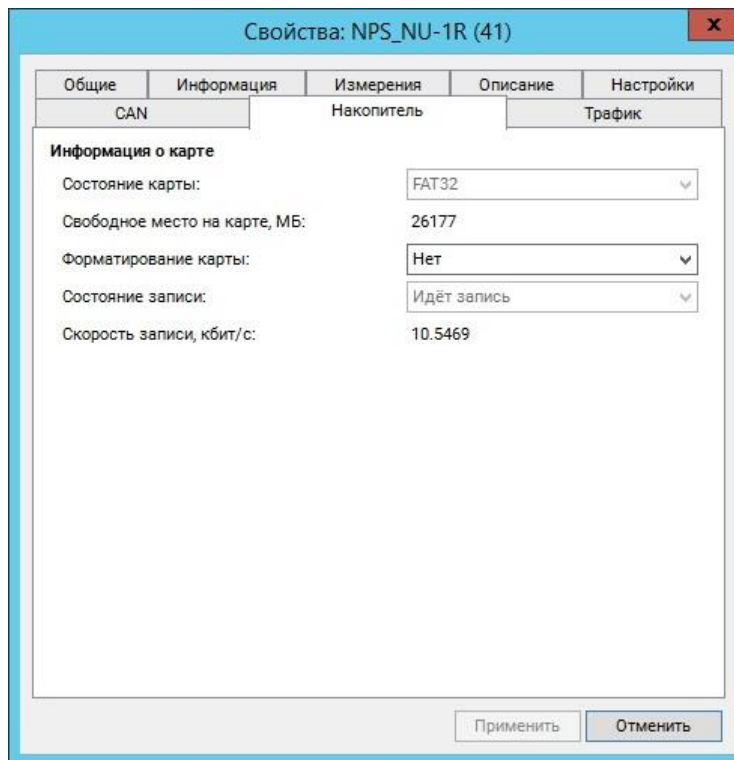 Свойства: NPS_NU-1R (41)
x
Общие Информация Измерения Описание Настройки
CAN Накопитель Трафик
Информация о карте
Состояние карты: FAT32
Свободное место на карте, МБ: 26177
Форматирование карты: Нет
Состояние записи: Идёт запись
Скорость записи, кбит/с: 10.5469
Применить Отменить